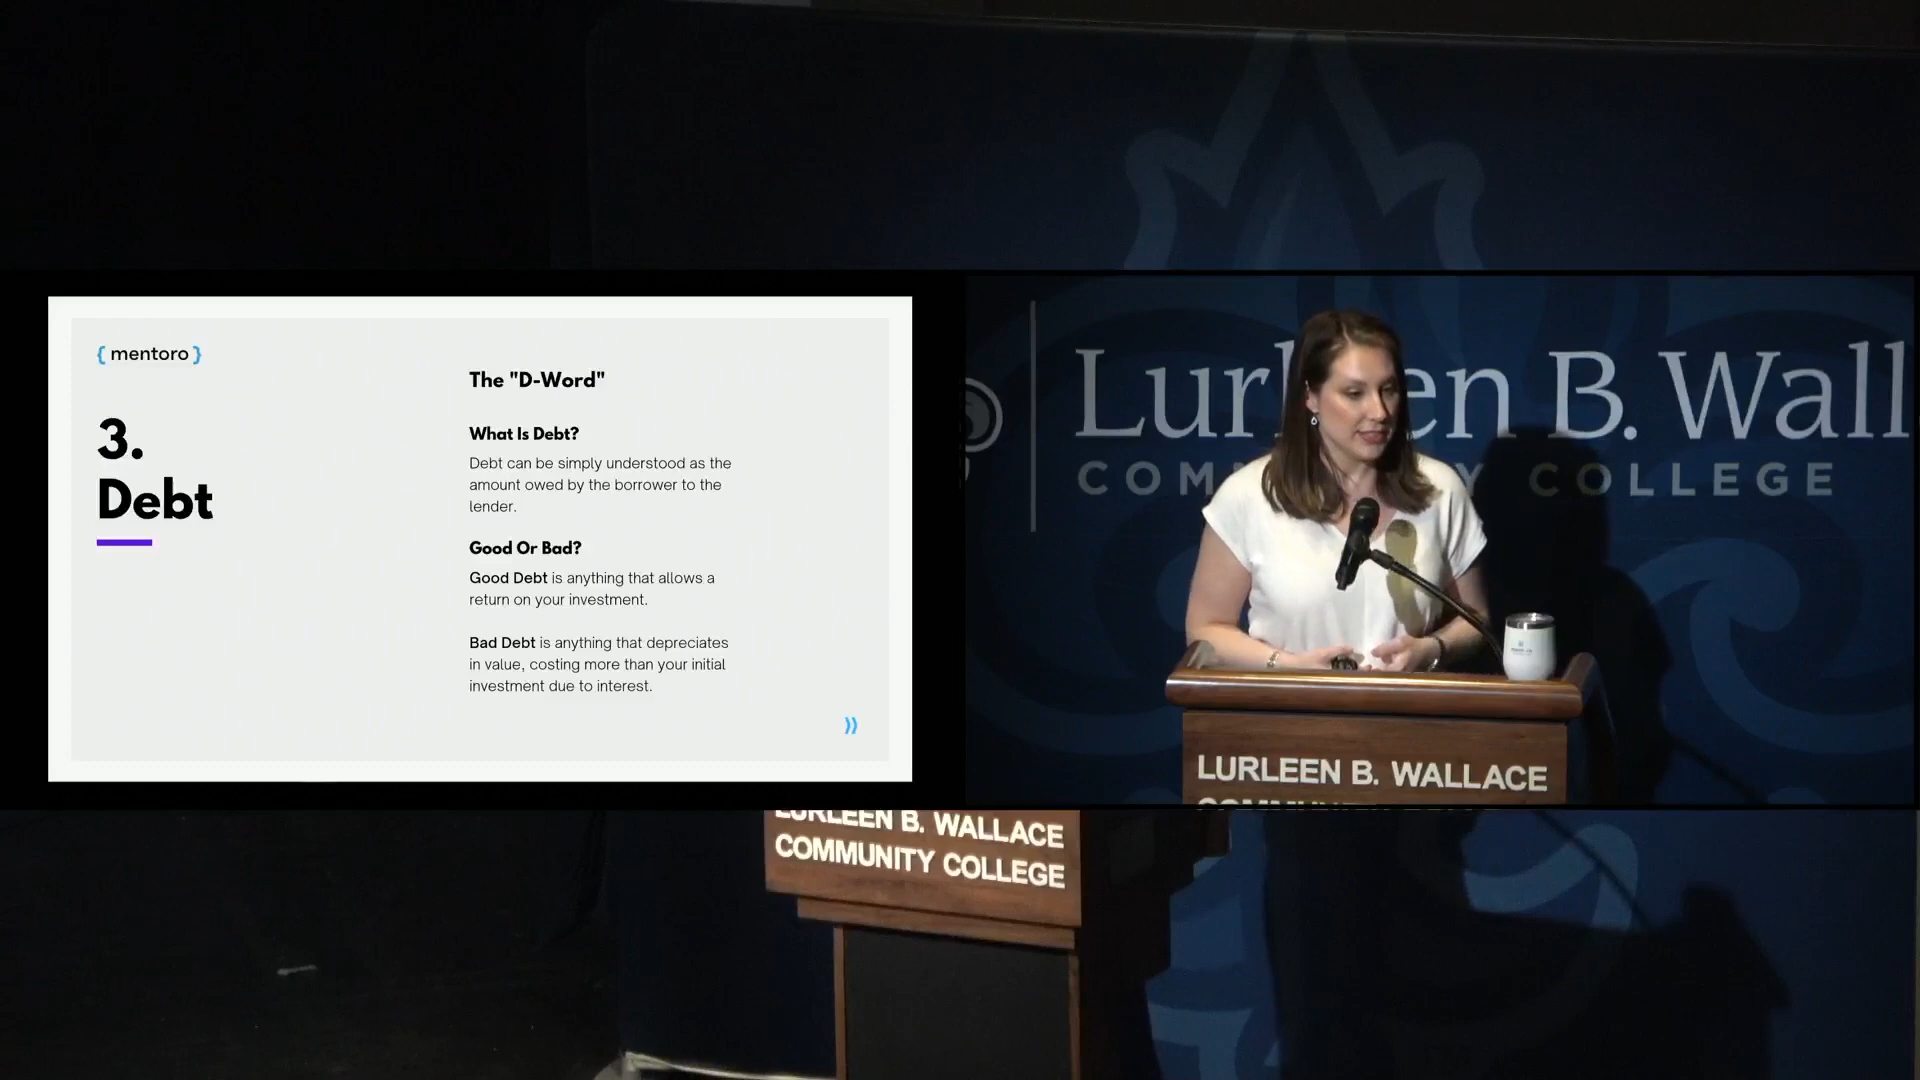 { mentoro }
3.
Debt
The "D-Word"
What Is Debt?
Debt can be simply understood as the
amount owed by the borrower to the
lender.
Good Or Bad?
Good Debt is anything that allows a
return on your investment.
Bad Debt is anything that depreciates
in value, costing more than your initial
investment due to interest.
Lurleen B. Wall
COMM Y COLLEGE
LURLEEN B. WALLACE
LURLEEN B. WALLACE
COMMUNITY COLLEGE